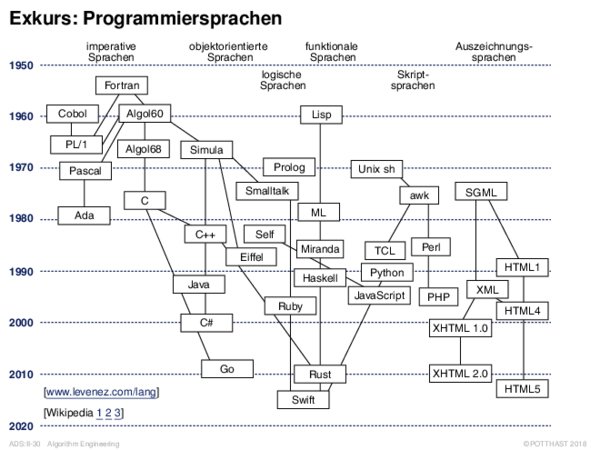 Exkurs: Programmiersprachen
imperative
Sprachen
objektorientierte
Sprachen
funktionale
Sprachen
Auszeichnungs-
sprachen
logische
Sprachen
Skript-
sprachen
1950
Fortran
1960
Cobol
Algol60
Lisp
PL/1
Algol68
Simula
1970
Pascal
Prolog
Unix sh
Smalltalk
awk
SGML
C
Ada
ML
1980
C++
Self
Eiffel
Miranda
TCL
Perl
1990
Haskell
Python
HTML1
Java
JavaScript
PHP
XML
Ruby
HTML4
2000
C#
XHTML 1.0
Go
2010
Rust
XHTML 2.0
Swift
HTML5
[www.levenez.com/lang]
[Wikipedia 1 2 3]
2020
ADS:II-30 Algorithm Engineering
© POTTHAST 2018